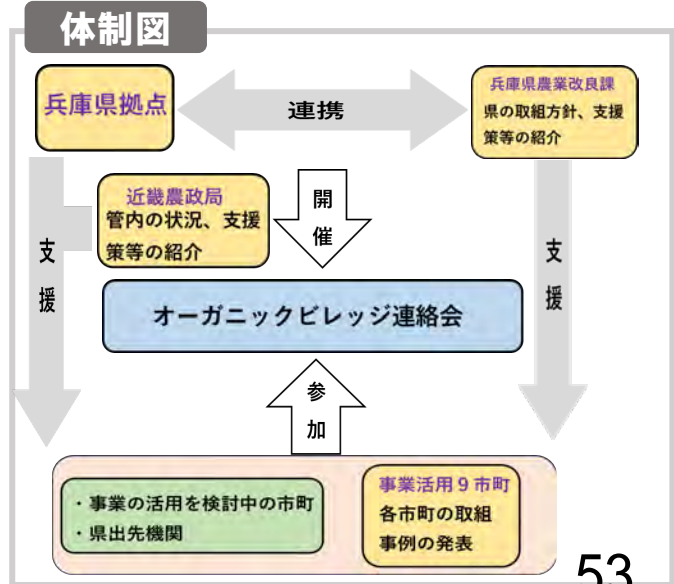 体制図
兵庫県拠点
連携
兵庫県農業改良課
県の取組方針、支援
策等の紹介
近畿農政局
管内の状況、支援
策等の紹介
開
催
支
援
支
援
オーガニックビレッジ連絡会
参
加
・事業の活用を検討中の市町
・県出先機関
事業活用9市町
各市町の取組
事例の発表
53